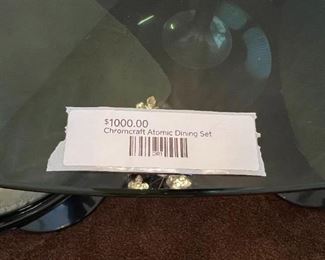 $1000.00
Chromcraft Atomic Dining Set